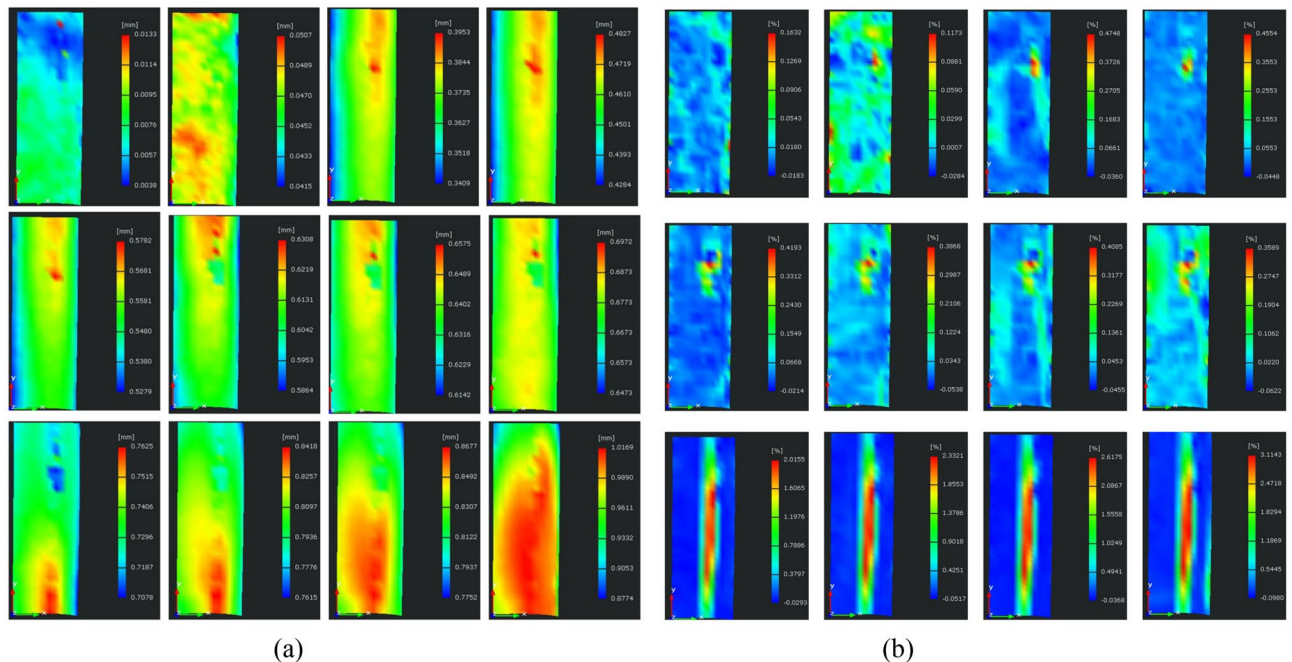 [mm]
0.0133
0.0114
0.0095
0.0076
0.0057
0.0038
y
z
x
[mm]
0.0507
0.0489
0.0470
0.0452
0.0433
0.0415
y
x
[mm]
0.3953
0.3844
0.3735
0.3627
0.3518
0.3409
y
z
x
[mm]
0.4827
0.4719
0.4610
0.4501
0.4393
0.4284
y
z
x
[%]
0.1632
0.1269
0.0906
0.0543
0.0180
-0.0183
y
z
x
[%]
0.1173
0.0881
0.0590
0.0299
0.0007
-0.0284
y
z
x
[%]
0.4748
0.3726
0.2705
0.1683
0.0661
-0.0360
y
z
x
[%]
0.4554
0.3553
0.2553
0.1553
0.0553
-0.0448
y
z
x
[mm]
0.5782
0.5681
0.5581
0.5480
0.5380
0.5279
y
z
x
[mm]
0.6308
0.6219
0.6131
0.6042
0.5953
0.5864
y
z
x
[mm]
0.6575
0.6489
0.6402
0.6316
0.6229
0.6142
y
z
x
[mm]
0.6972
0.6873
0.6773
0.6673
0.6573
0.6473
y
z
x
[%]
0.4193
0.3312
0.2430
0.1549
0.0668
-0.0214
y
z
x
[%]
0.3868
0.2987
0.2106
0.1224
0.0343
-0.0538
y
z
x
[%]
0.4085
0.3177
0.2269
0.1361
0.0453
-0.0455
y
z
x
[%]
0.3589
0.2747
0.1904
0.1062
0.0220
-0.0622
y
z
x
[mm]
0.7625
0.7515
0.7406
0.7296
0.7187
0.7078
y
z
x
[mm]
0.8418
0.8257
0.8097
0.7936
0.7776
0.7615
y
z
x
[mm]
0.8677
0.8492
0.8307
0.8122
0.7937
0.7752
y
z
x
[mm]
1.0169
0.9890
0.9611
0.9332
0.9053
0.8774
y
z
x
[%]
2.0155
1.6065
1.1976
0.7886
0.3797
-0.0293
y
z
x
[%]
2.3321
1.8553
1.3786
0.9018
0.4251
-0.0517
y
z
x
[%]
2.6175
2.0867
1.5558
1.0249
0.4941
-0.0368
y
z
x
[%]
3.1143
2.4718
1.8294
1.1869
0.5445
-0.0980
y
z
x
(a)
(b)